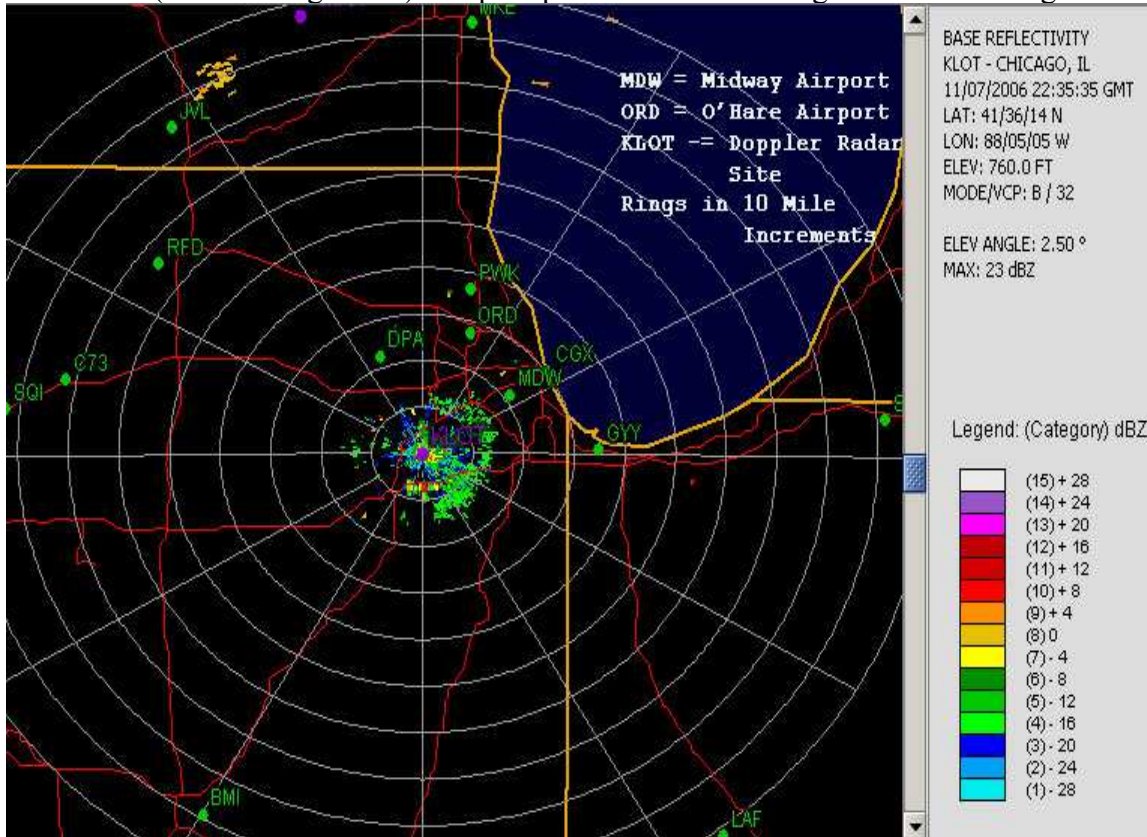 MKE
MDW = Midway Airport
ORD = O'Hare Airport
KLOT -= Doppler Radar
Site
Rings in 10 Mile
Increments
JVL
RFD
PWK
ORD
DPA
C73
CGX
SQI
MDW
GYY
BMI
LAF
BASE REFLECTIVITY
KLOT - CHICAGO, IL
11/07/2006 22:35:35 GMT
LAT: 41/36/14 N
LON: 88/05/05 W
ELEV: 760.0 FT
MODE/VCP: B / 32
ELEV ANGLE: 2.50 °
MAX: 23 dBZ
Legend: (Category) dBZ
(15) + 28
(14) + 24
(13) + 20
(12) + 16
(11) + 12
(10) + 8
(9) + 4
(8) 0
(7) - 4
(6) - 8
(5) - 12
(4) - 16
(3) - 20
(2) - 24
(1) - 28